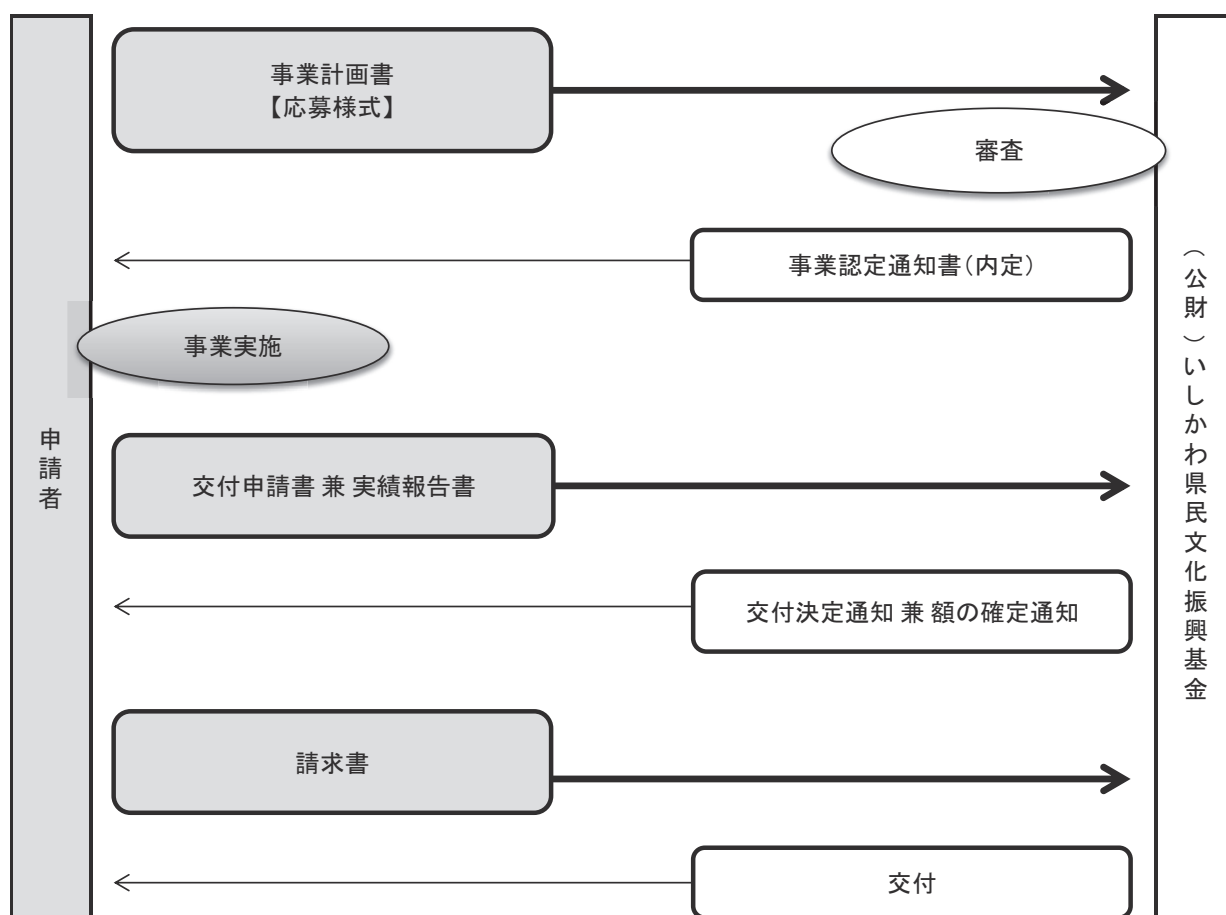 申請者
事業計画書
【応募様式】
審査
事業認定通知書(内定)
事業実施
交付申請書 兼 実績報告書
交付決定通知 兼 額の確定通知
請求書
交付
(公財)いしかわ県民文化振興基金